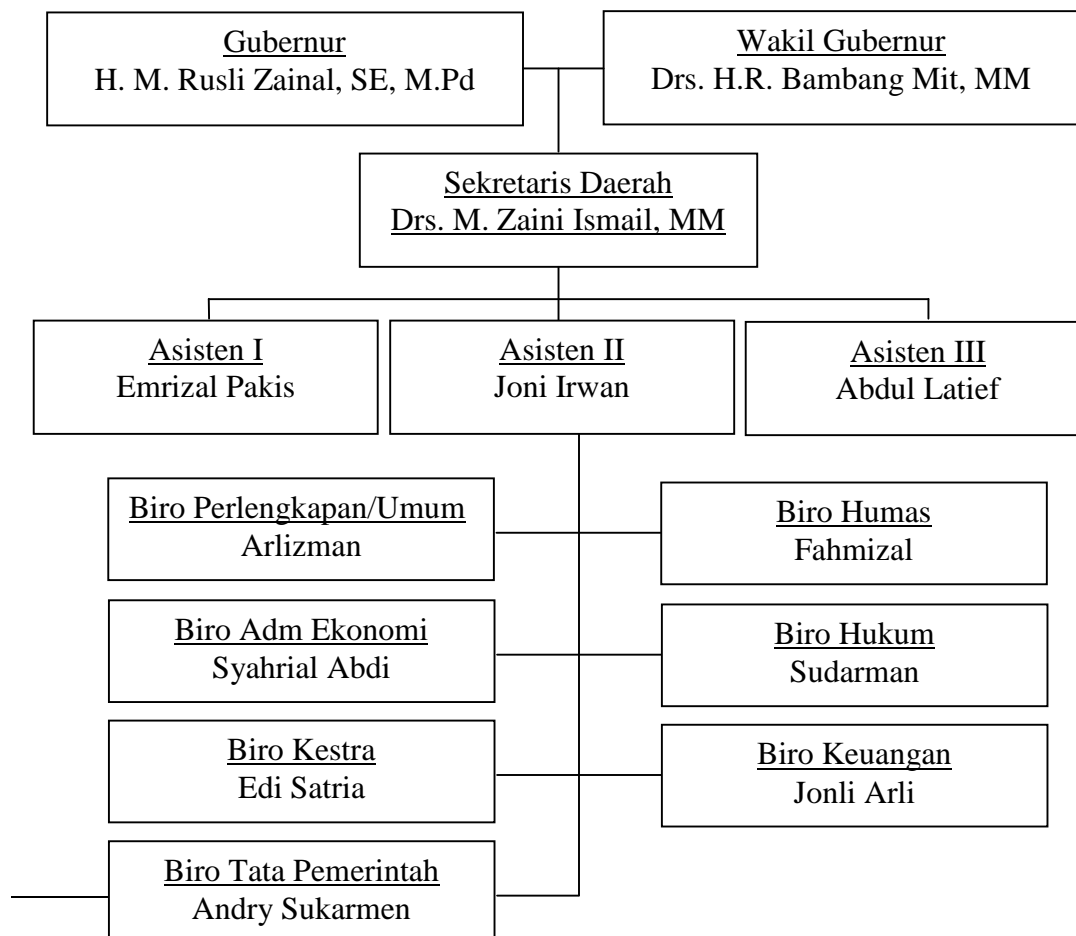 Gubernur
H. M. Rusli Zainal, SE, M.Pd
Wakil Gubernur
Drs. H.R. Bambang Mit, MM
Sekretaris Daerah
Drs. M. Zaini Ismail, MM
Asisten I
Emrizal Pakis
Asisten II
Joni Irwan
Asisten III
Abdul Latief
Biro Perlengkapan/Umum
Arlizman
Biro Humas
Fahmizal
Biro Adm Ekonomi
Syahrial Abdi
Biro Hukum
Sudarman
Biro Kestra
Edi Satria
Biro Keuangan
Jonli Arli
Biro Tata Pemerintah
Andry Sukarmen